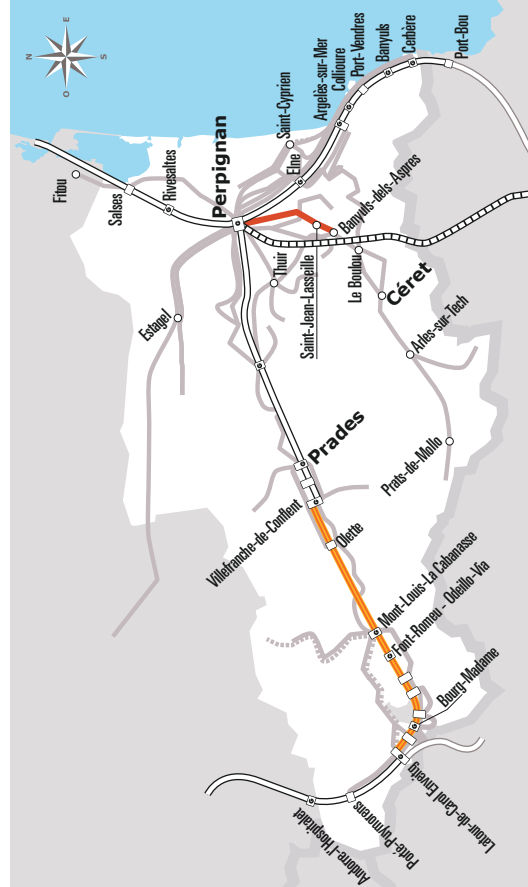 N
E
S
O
Fitou
Salses
Rivesaltes
Perpignan
Saint-Cyprien
Elne
Argelès-sur-Mer
Collioure
Port-Vendres
Banyuls
Cerbère
Port-Bou
Estagel
Thuir
Saint-Jean-Lasseille
Banyuls-dels-Aspres
Le Boulou
Céret
Arles-sur-Tech
Prats-de-Mollo
Prades
Villefranche-de-Conflent
Olette
Mont-Louis-La Cabanasse
Font-Romeu - Odeillo-Via
Bourg-Madame
Latour-de-Carol Enveitg
Porté-Puymorens
Andorre-l'Hospitalet